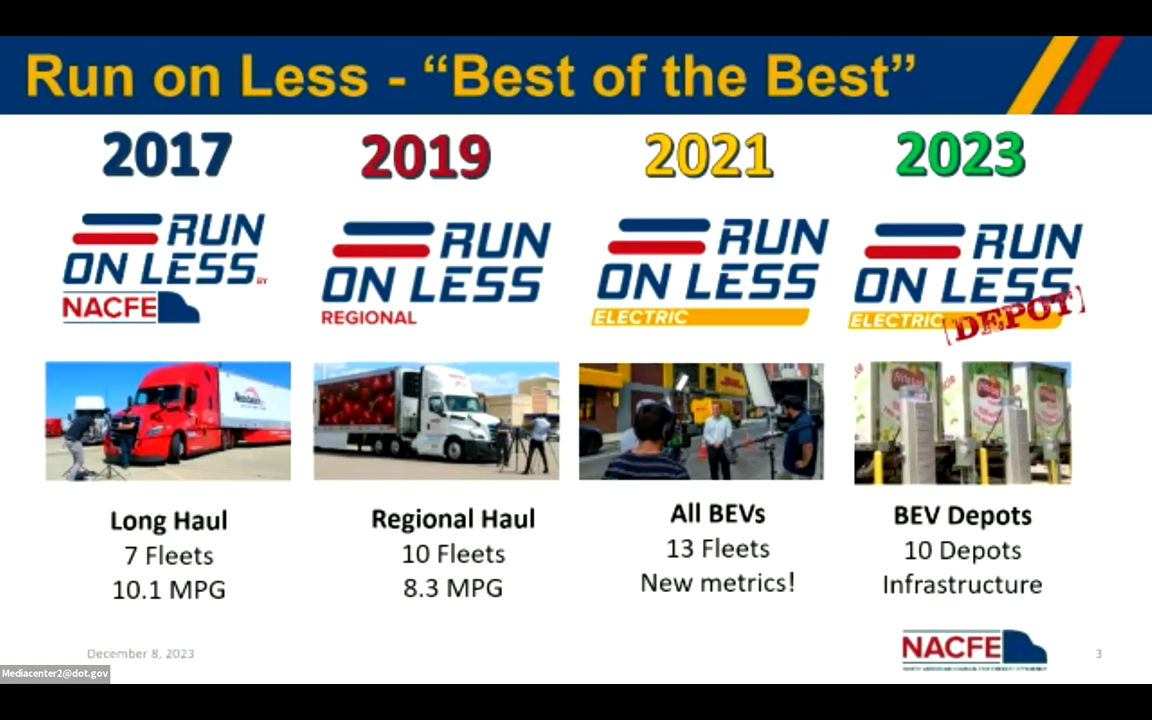 Run on Less - “Best of the Best”
2017
2019
2021
2023
RUN
ON LESS BY
NACFE
RUN
ON LESS
REGIONAL
RUN
ON LESS
ELECTRIC
RUN
ON LESS
ELECTRIC [DEPOT]
Long Haul
7 Fleets
10.1 MPG
Regional Haul
10 Fleets
8.3 MPG
All BEVs
13 Fleets
New metrics!
BEV Depots
10 Depots
Infrastructure
December 8, 2023
NACFE
3
Mediacenter2@dot.gov